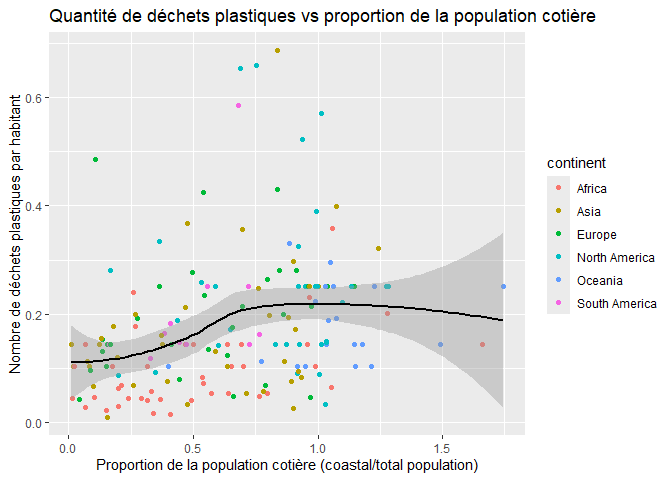 Quantité de déchets plastiques vs proportion de la population cotière
Nombre de déchets plastiques par habitant
0.6
0.4
0.2
0.0
0.0
0.5
1.0
1.5
Proportion de la population cotière (coastal/total population)
continent
Africa
Asia
Europe
North America
Oceania
South America